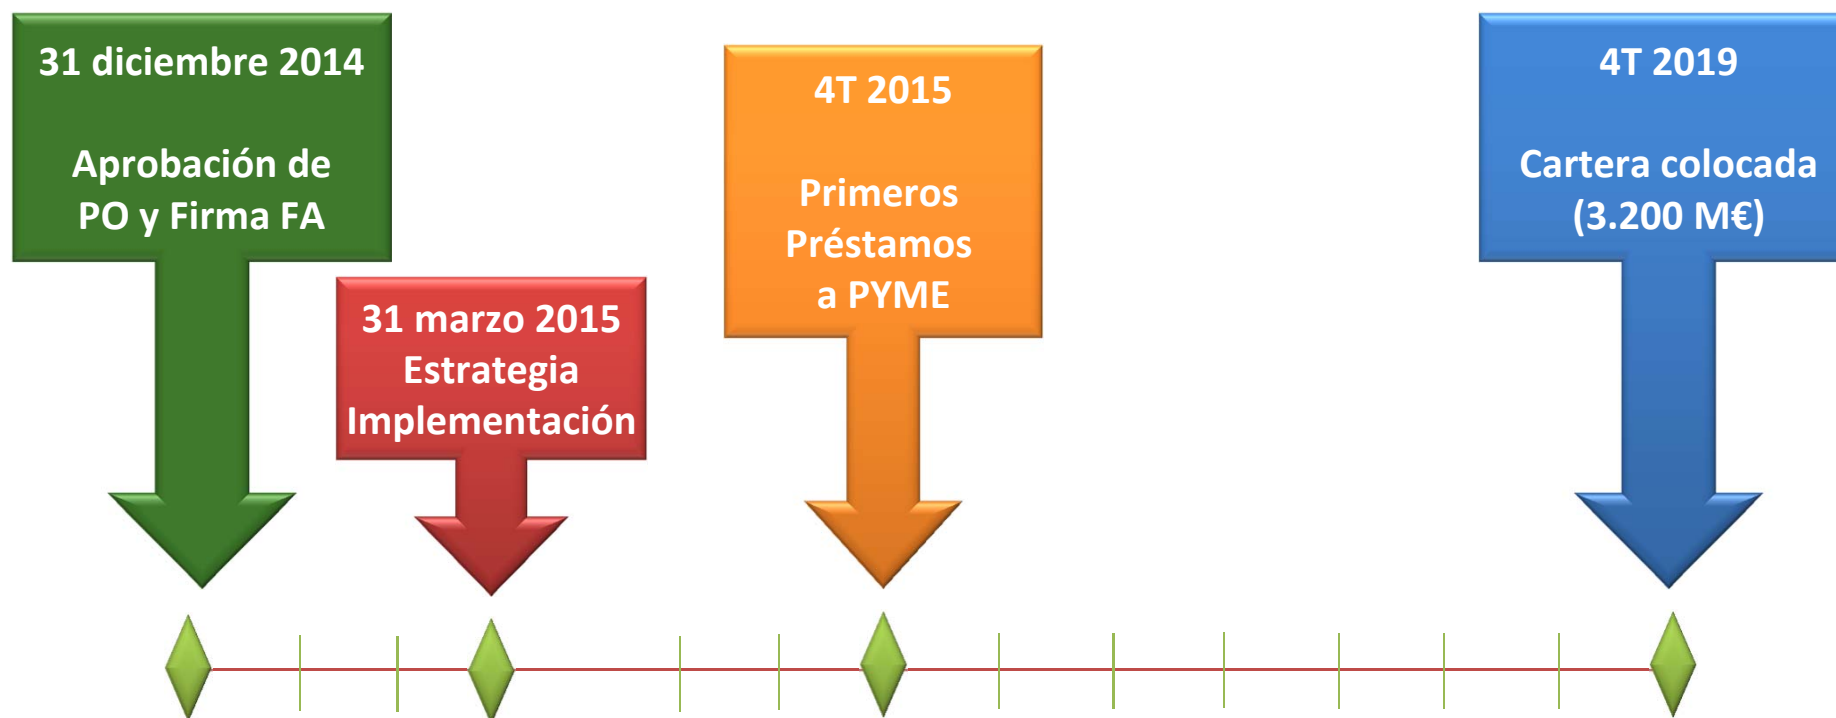 31 diciembre 2014
Aprobación de
PO y Firma FA
31 marzo 2015
Estrategia
Implementación
4T 2015
Primeros
Préstamos
a PYME
4T 2019
Cartera colocada
(3.200 M€)